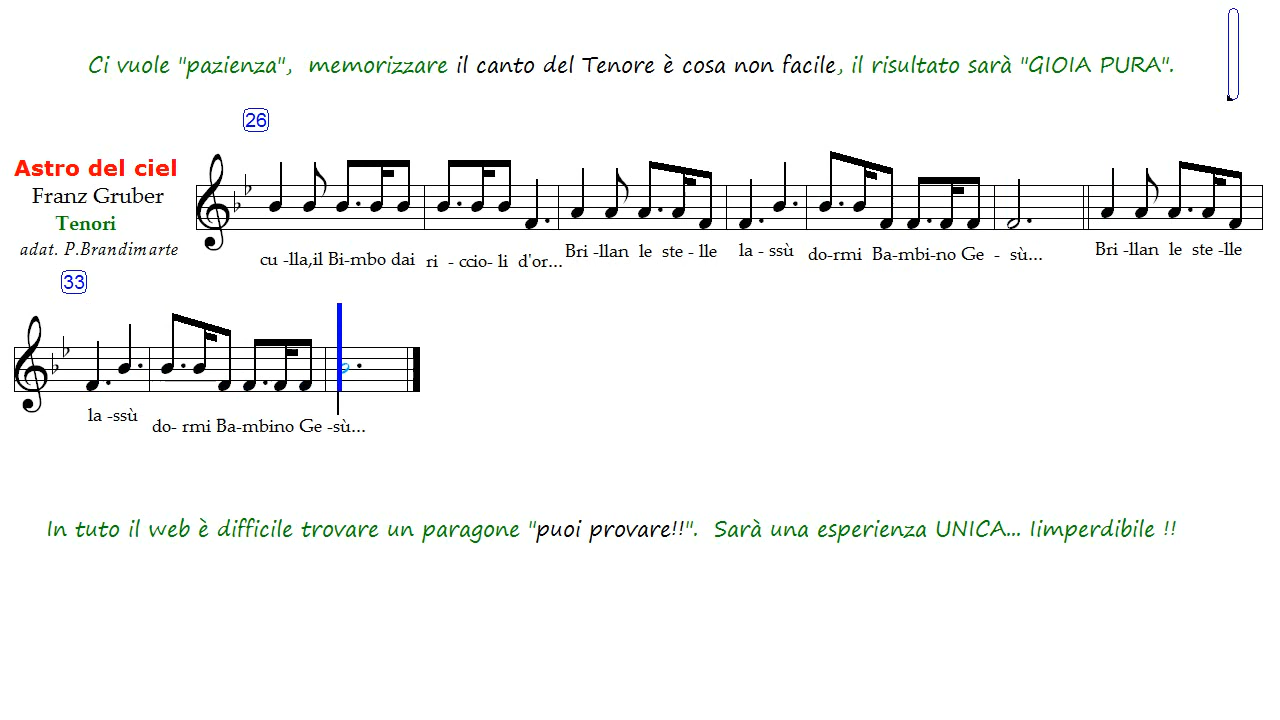 Ci vuole "pazienza", memorizzare il canto del Tenore è cosa non facile, il risultato sarà "GIOIA PURA".
26
Astro del ciel
Franz Gruber
Tenori
adat. P.Brandimarte
cu -lla,il Bi-mbo dai ri - ccio- li d'or... Bri -llan le ste - lle la - ssù do-rmi Ba-mbi-no Ge - sù... Bri -llan le ste -lle
33
la -ssù do- rmi Ba-mbino Ge -sù...
In tuto il web è difficile trovare un paragone "puoi provare!!". Sarà una esperienza UNICA... Iimperdibile !!